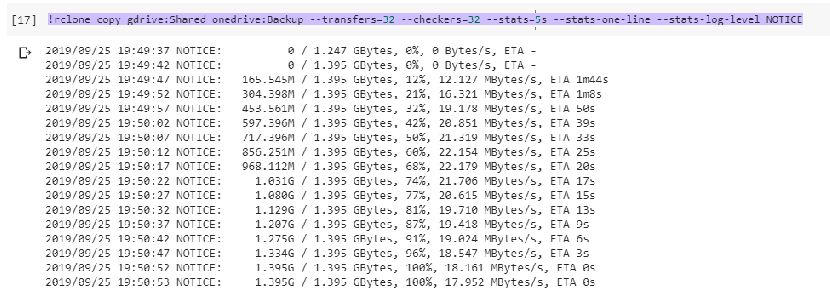 [17] !rclone copy gdrive:Shared onedrive:Backup --transfers=32 --checkers=32 --stats=5s --stats-one-line --stats-log-level NOTICE
2019/09/25 19:49:37 NOTICE: 0 / 1.247 GBytes, 0%, 0 Bytes/s, ETA -
2019/09/25 19:49:42 NOTICE: 0 / 1.395 GBytes, 0%, 0 Bytes/s, ETA -
2019/09/25 19:49:47 NOTICE: 165.545M / 1.395 GBytes, 12%, 12.127 MBytes/s, ETA 1m44s
2019/09/25 19:49:52 NOTICE: 304.398M / 1.395 GBytes, 21%, 16.321 MBytes/s, ETA 1m8s
2019/09/25 19:49:57 NOTICE: 453.561M / 1.395 GBytes, 32%, 19.178 MBytes/s, ETA 50s
2019/09/25 19:50:02 NOTICE: 597.396M / 1.395 GBytes, 42%, 20.851 MBytes/s, ETA 39s
2019/09/25 19:50:07 NOTICE: 717.396M / 1.395 GBytes, 50%, 21.319 MBytes/s, ETA 33s
2019/09/25 19:50:12 NOTICE: 856.251M / 1.395 GBytes, 60%, 22.154 MBytes/s, ETA 25s
2019/09/25 19:50:17 NOTICE: 968.112M / 1.395 GBytes, 68%, 22.179 MBytes/s, ETA 20s
2019/09/25 19:50:22 NOTICE: 1.031G / 1.395 GBytes, 74%, 21.706 MBytes/s, ETA 17s
2019/09/25 19:50:27 NOTICE: 1.080G / 1.395 GBytes, 77%, 20.615 MBytes/s, ETA 15s
2019/09/25 19:50:32 NOTICE: 1.129G / 1.395 GBytes, 81%, 19.710 MBytes/s, ETA 13s
2019/09/25 19:50:37 NOTICE: 1.207G / 1.395 GBytes, 87%, 19.418 MBytes/s, ETA 9s
2019/09/25 19:50:42 NOTICE: 1.275G / 1.395 GBytes, 91%, 19.024 MBytes/s, ETA 6s
2019/09/25 19:50:47 NOTICE: 1.334G / 1.395 GBytes, 96%, 18.547 MBytes/s, ETA 3s
2019/09/25 19:50:52 NOTICE: 1.395G / 1.395 GBytes, 100%, 18.161 MBytes/s, ETA 0s
2019/09/25 19:50:53 NOTICE: 1.395G / 1.395 GBytes, 100%, 17.952 MBytes/s, ETA 0s